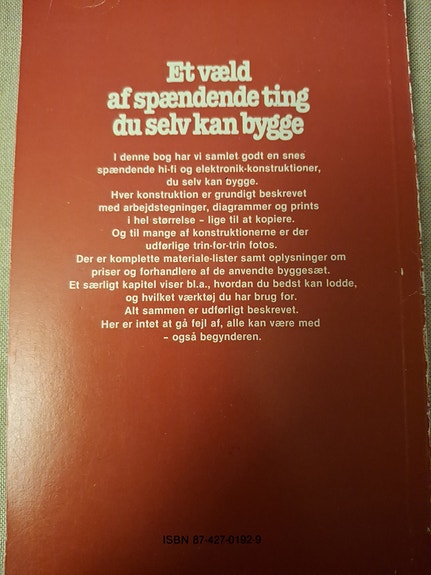 Et væld
af spændende ting
du selv kan bygge
I denne bog har vi samlet godt en snes
spændende hi-fi og elektronik-konstruktioner,
du selv kan bygge.
Hver konstruktion er grundigt beskrevet
med arbejdstegninger, diagrammer og prints
i hel størrelse – lige til at kopiere.
Og til mange af konstruktionerne er der
udførlige trin-for-trin fotos.
Der er komplette materiale-lister samt oplysninger om
priser og forhandlere af de anvendte byggesæt.
Et særligt kapitel viser bl.a., hvordan du bedst kan lodde,
og hvilket værktøj du har brug for.
Alt sammen er udførligt beskrevet.
Her er intet at gå fejl af, alle kan være med
– også begynderen.
ISBN 87-427-0192-9